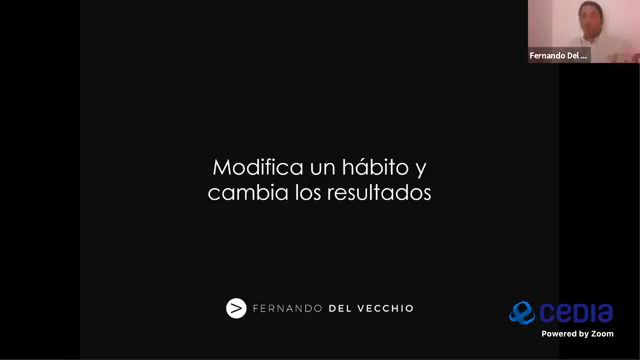 Fernando Del ...
Modifica un hábito y
cambia los resultados
> FERNANDO DEL VECCHIO
CEDIA
Powered by Zoom